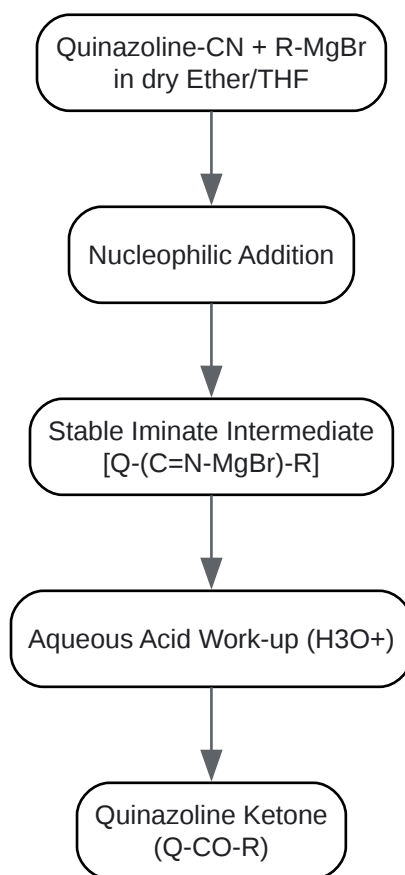 Quinazoline-CN + R-MgBr
in dry Ether/THF
Nucleophilic Addition
Stable Iminate Intermediate
[Q-(C=N-MgBr)-R]
Aqueous Acid Work-up (H3O+)
Quinazoline Ketone
(Q-CO-R)